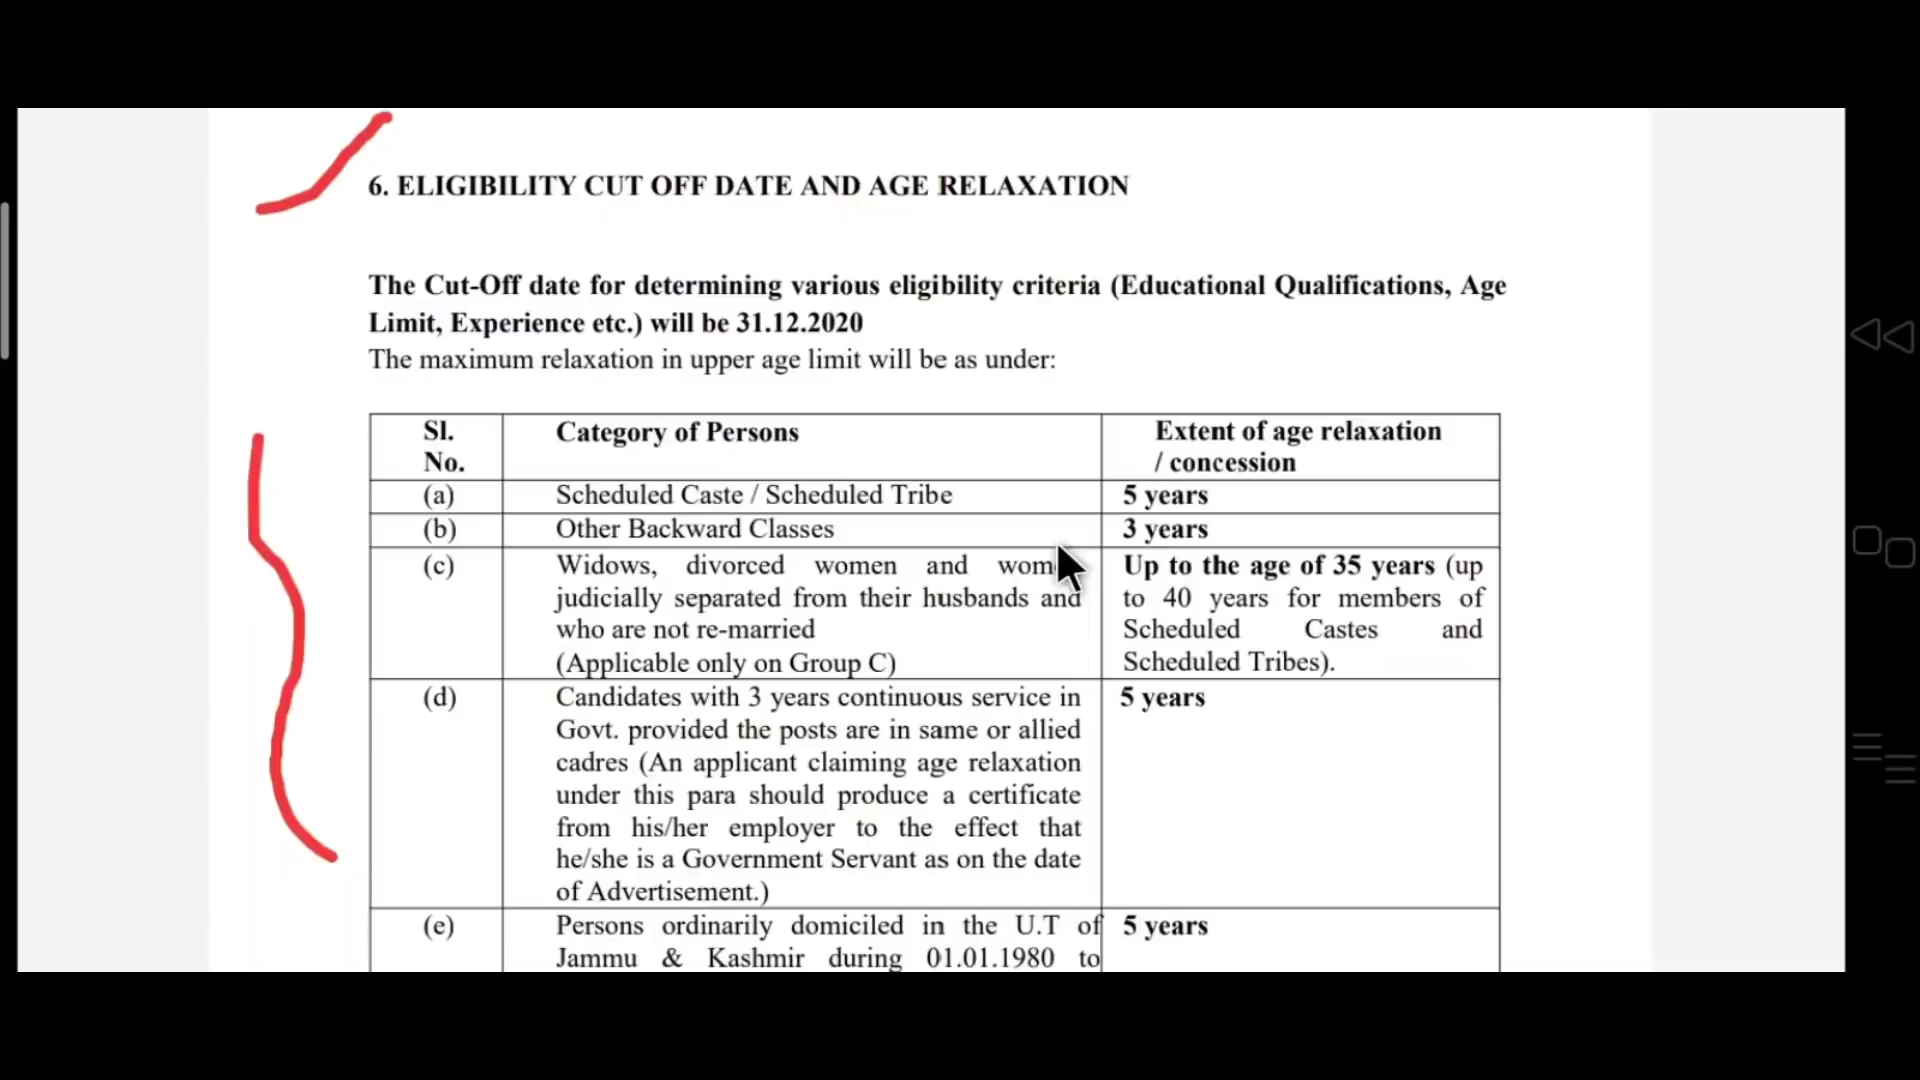 6. ELIGIBILITY CUT OFF DATE AND AGE RELAXATION
The Cut-Off date for determining various eligibility criteria (Educational Qualifications, Age
Limit, Experience etc.) will be 31.12.2020
The maximum relaxation in upper age limit will be as under:
Sl.
No.
Category of Persons
Extent of age relaxation
/ concession
(a)
Scheduled Caste / Scheduled Tribe
5 years
(b)
Other Backward Classes
3 years
(c)
Widows, divorced women and
judicially separated from their husbands and
who are not re-married
(Applicable only on Group C)
Up to the age of 35 years (up
to 40 years for members of
Scheduled Castes and
Scheduled Tribes).
(d)
Candidates with 3 years continuous service in
Govt. provided the posts are in same or allied
cadres (An applicant claiming age relaxation
under this para should produce a certificate
from his/her employer to the effect that
he/she is a Government Servant as on the date
of Advertisement.)
5 years
(e)
Persons ordinarily domiciled in the U.T of
Jammu & Kashmir during 01.01.1980 to
5 years